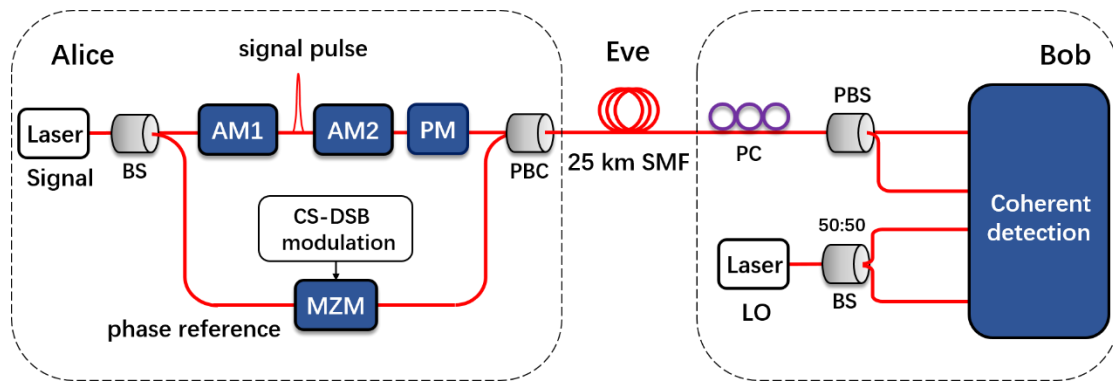 Alice
signal pulse
Laser
Signal
BS
AM1
AM2
PM
PBC
CS-DSB
modulation
MZM
phase reference
Eve
25 km SMF
Bob
PC
PBS
Laser
LO
50:50
BS
Coherent
detection